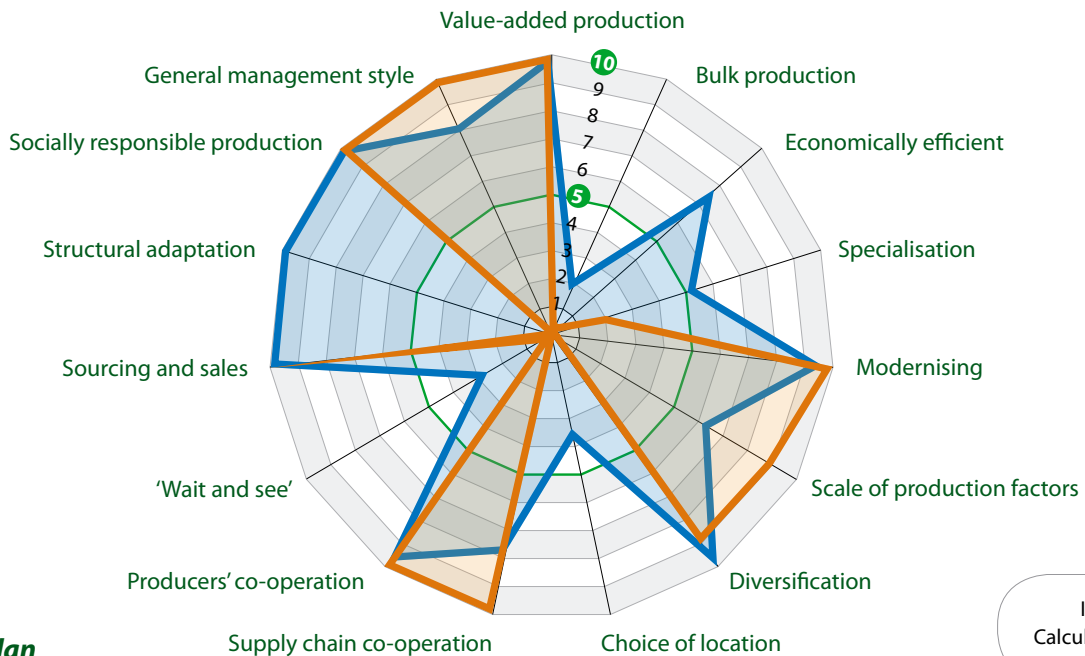 Value-added production
General management style
10
Bulk production
9
8
Socially responsible production
7
Economically efficient
6
5
4
Structural adaptation
3
Specialisation
2
1
Sourcing and sales
Modernising
'Wait and see'
Scale of production factors
Producers' co-operation
Diversification
Supply chain co-operation
Choice of location
Calcul